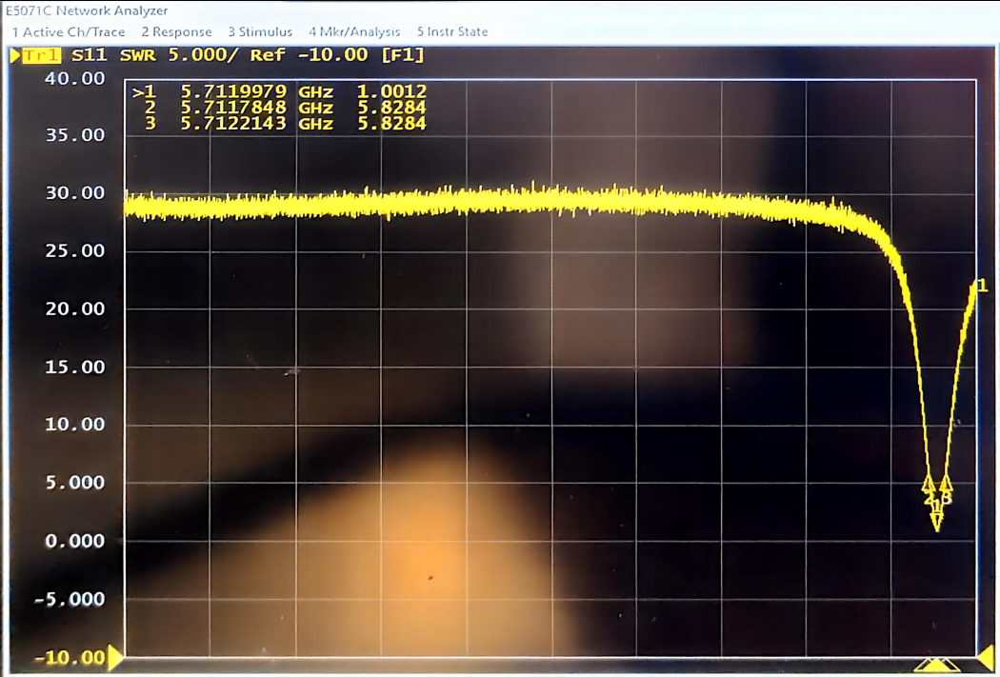 E5071C Network Analyzer
1 Active Ch/Trace 2 Response 3 Stimulus 4 Mkr/Analysis 5 Instr State
Tr1 S11 SWR 5.000/ Ref -10.00 [F1]
40.00
>1 5.7119979 GHz 1.0012
2 5.7117848 GHz 5.8284
3 5.7122143 GHz 5.8284
35.00
30.00
25.00
20.00
1
15.00
10.00
5.000
2 3
1
0.000
-5.000
-10.00